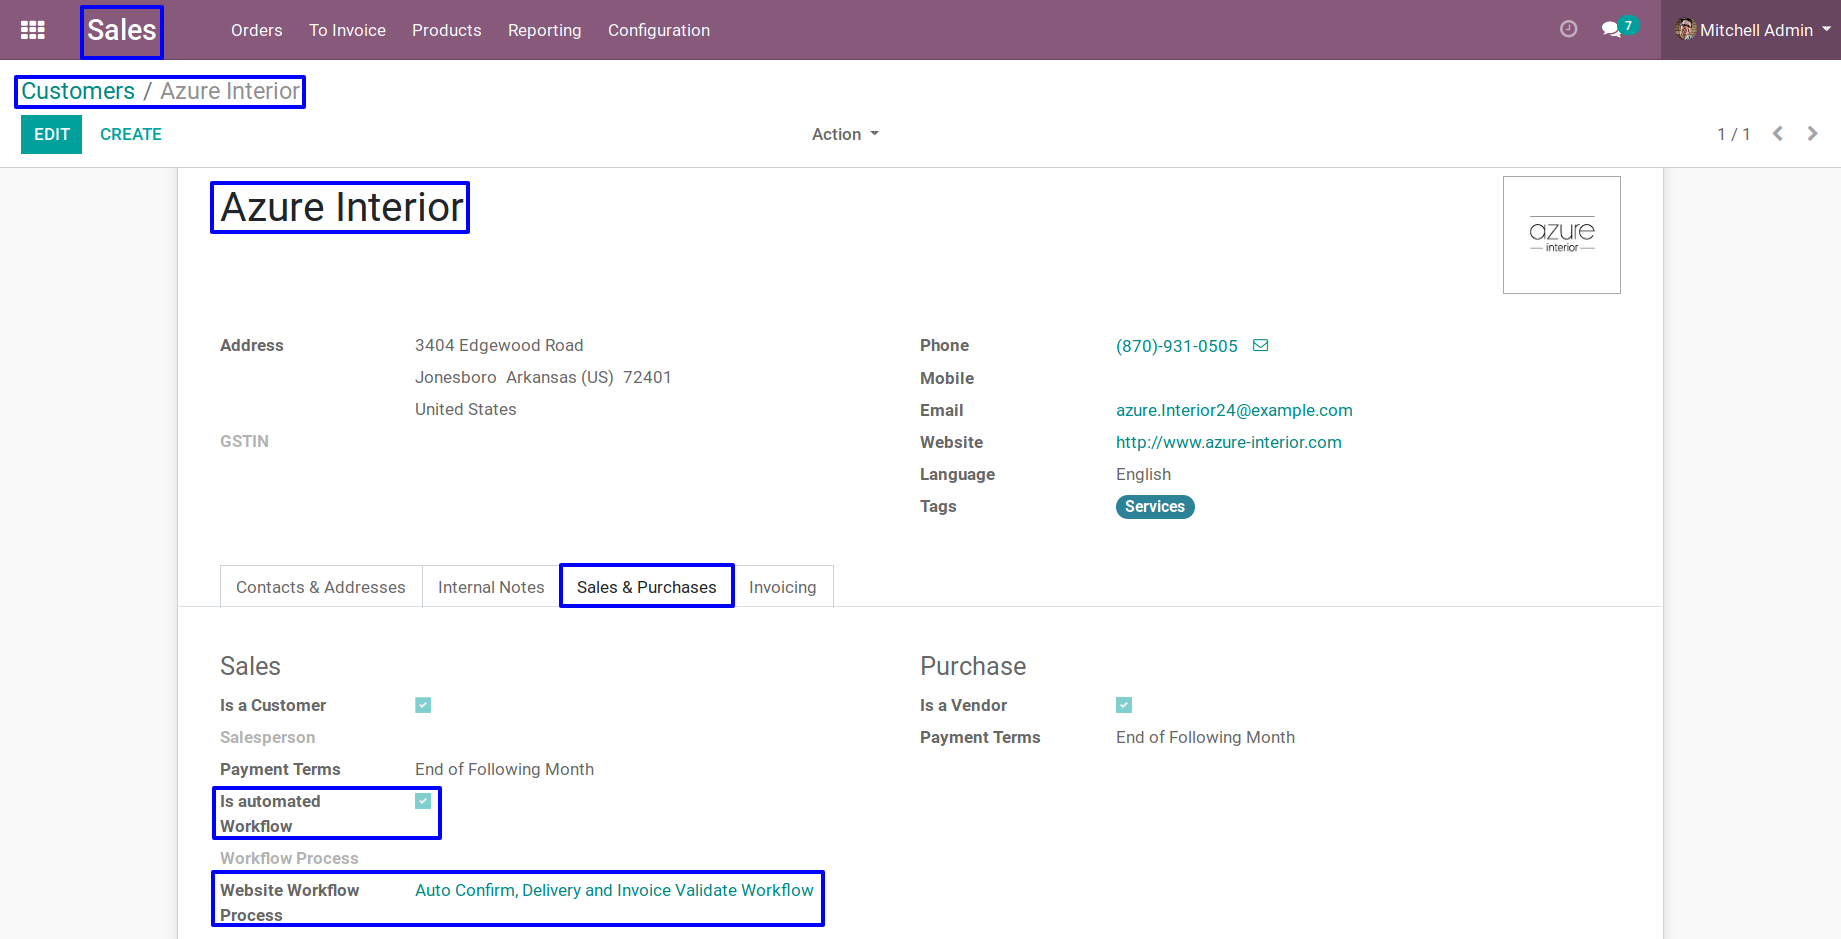 Sales Orders To Invoice Products Reporting Configuration 7 Mitchell Admin
Customers / Azure Interior
EDIT CREATE Action 1 / 1
Azure Interior
azure
interior
Address 3404 Edgewood Road Phone (870)-931-0505
Jonesboro Arkansas (US) 72401 Mobile
United States Email azure.Interior24@example.com
GSTIN Website http://www.azure-interior.com
Language English
Tags Services
Contacts & Addresses Internal Notes Sales & Purchases Invoicing
Sales Purchase
Is a Customer Is a Vendor
Salesperson Payment Terms End of Following Month
Payment Terms End of Following Month
Is automated
Workflow
Workflow Process
Website Workflow Auto Confirm, Delivery and Invoice Validate Workflow
Process